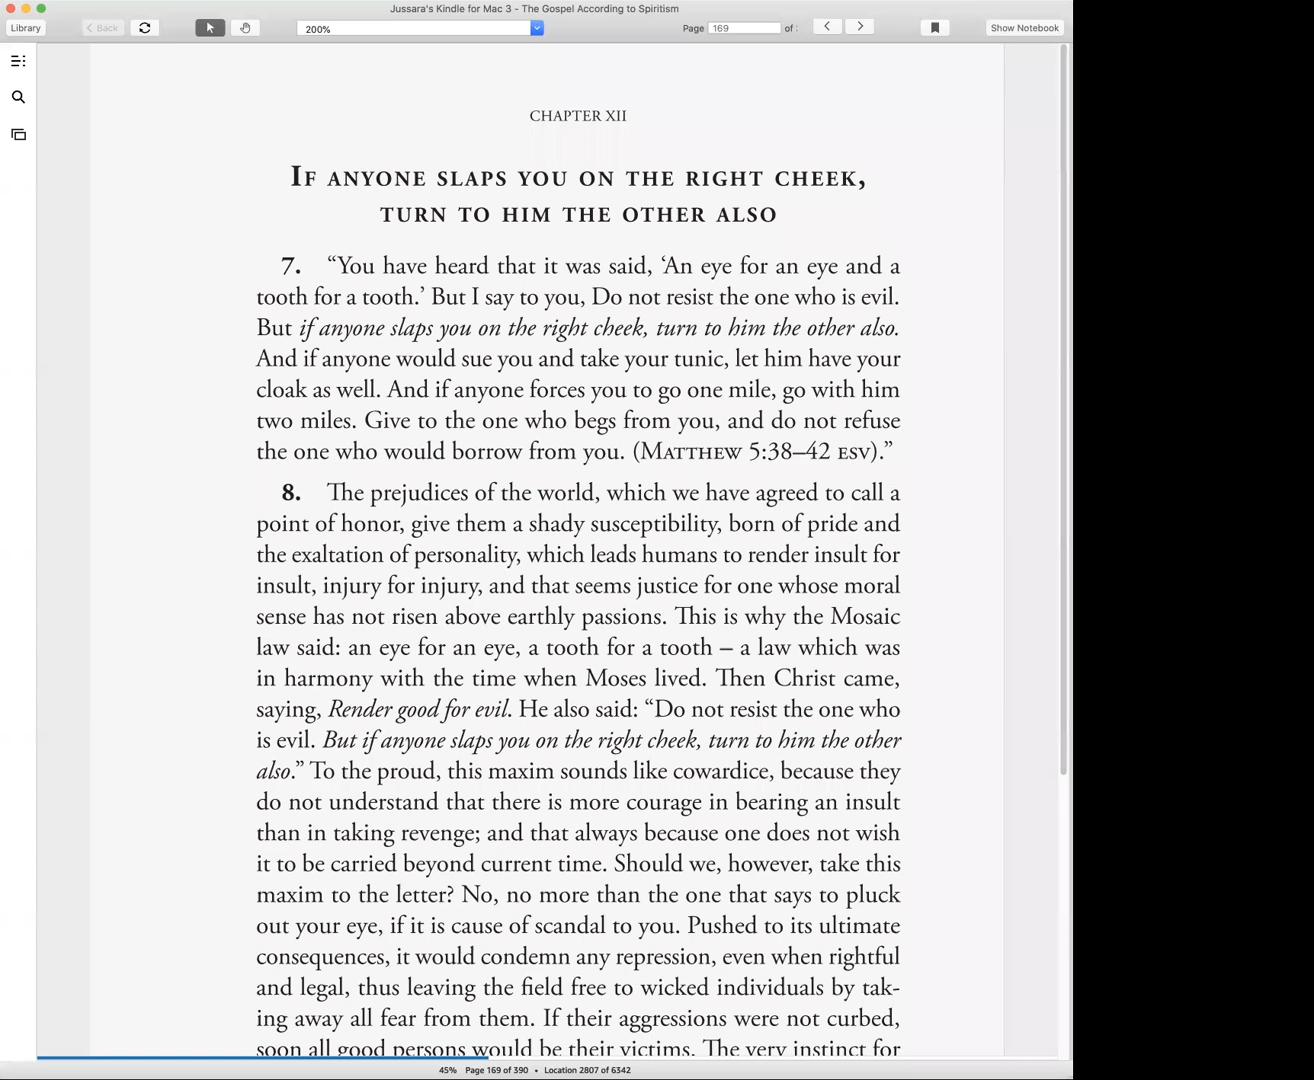 Jussara's Kindle for Mac 3 - The Gospel According to Spiritism
Library
Back
200%
Page 169 of :
Show Notebook
CHAPTER XII
IF ANYONE SLAPS YOU ON THE RIGHT CHEEK,
TURN TO HIM THE OTHER ALSO
7. “You have heard that it was said, ‘An eye for an eye and a
tooth for a tooth.’ But I say to you, Do not resist the one who is evil.
But if anyone slaps you on the right cheek, turn to him the other also.
And if anyone would sue you and take your tunic, let him have your
cloak as well. And if anyone forces you to go one mile, go with him
two miles. Give to the one who begs from you, and do not refuse
the one who would borrow from you. (MATTHEW 5:38–42 ESV).”
8. The prejudices of the world, which we have agreed to call a
point of honor, give them a shady susceptibility, born of pride and
the exaltation of personality, which leads humans to render insult for
insult, injury for injury, and that seems justice for one whose moral
sense has not risen above earthly passions. This is why the Mosaic
law said: an eye for an eye, a tooth for a tooth – a law which was
in harmony with the time when Moses lived. Then Christ came,
saying, Render good for evil. He also said: “Do not resist the one who
is evil. But if anyone slaps you on the right cheek, turn to him the other
also.” To the proud, this maxim sounds like cowardice, because they
do not understand that there is more courage in bearing an insult
than in taking revenge; and that always because one does not wish
it to be carried beyond current time. Should we, however, take this
maxim to the letter? No, no more than the one that says to pluck
out your eye, if it is cause of scandal to you. Pushed to its ultimate
consequences, it would condemn any repression, even when rightful
and legal, thus leaving the field free to wicked individuals by tak-
ing away all fear from them. If their aggressions were not curbed,
soon all good persons would be their victims. The very instinct for
45% Page 169 of 390 • Location 2807 of 6342